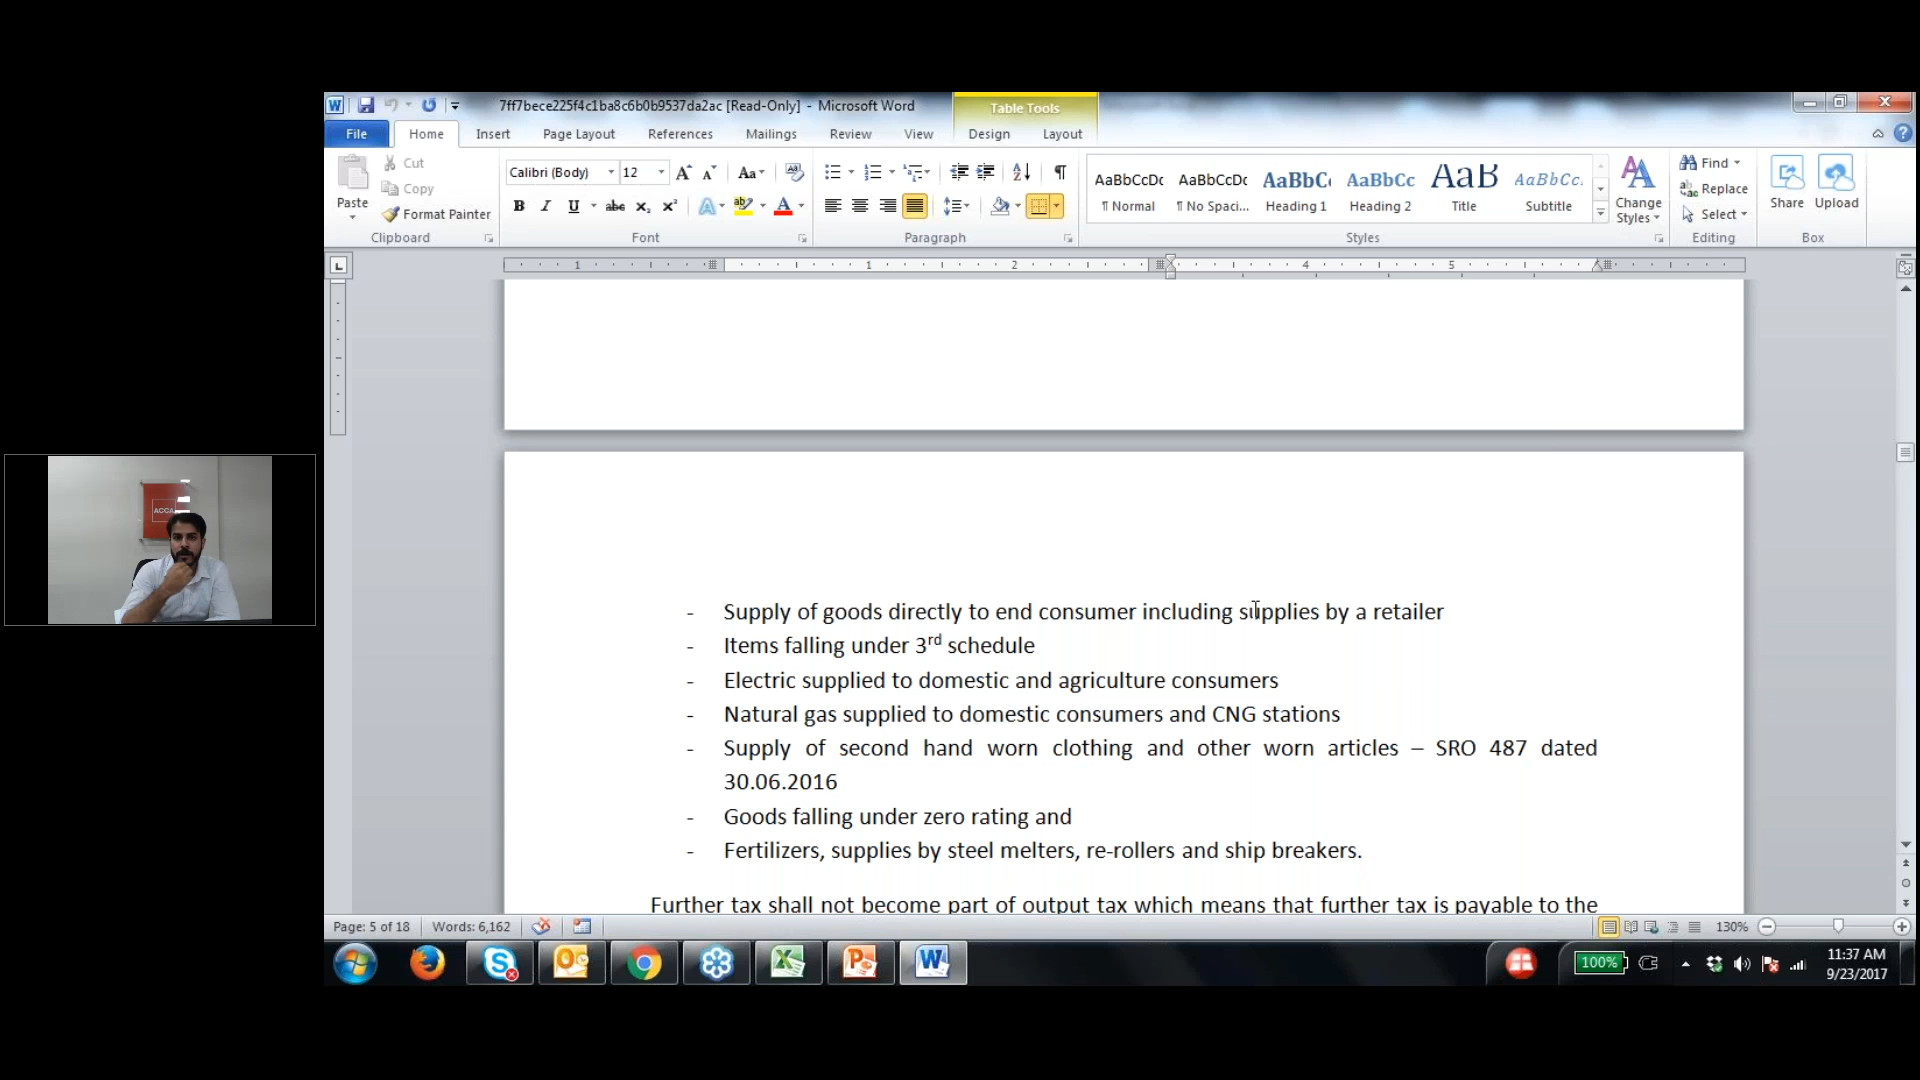 7ff7bece225f4c1ba8c6b0b9537da2ac [Read-Only] - Microsoft Word
Table Tools
File Home Insert Page Layout References Mailings Review View Design Layout
Cut
Copy
Format Painter
Paste
Clipboard
Calibri (Body) 12
Font
Paragraph
AaBbCcDc AaBbCcDc AaBbC AaBbCc AaB AaBbCc.
¶ Normal ¶ No Spaci... Heading 1 Heading 2 Title Subtitle
Change
Styles
Styles
Find
Replace
Select
Editing
Share Upload
Box
1 1 2 4 5
ACCA
- Supply of goods directly to end consumer including supplies by a retailer
- Items falling under 3rd schedule
- Electric supplied to domestic and agriculture consumers
- Natural gas supplied to domestic consumers and CNG stations
- Supply of second hand worn clothing and other worn articles – SRO 487 dated
30.06.2016
- Goods falling under zero rating and
- Fertilizers, supplies by steel melters, re-rollers and ship breakers.
Further tax shall not become part of output tax which means that further tax is payable to the
Page: 5 of 18 Words: 6,162 130%
100%
11:37 AM
9/23/2017